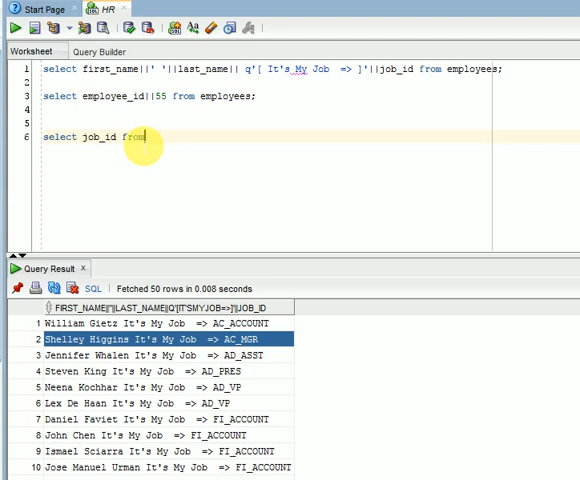 Start Page × HR ×
SQL Aa
Worksheet Query Builder
1 select first_name||' '||last_name|| q'[ It's My Job => ]'||job_id from employees;
2
3 select employee_id||55 from employees;
4
5
6 select job_id from
Query Result ×
SQL | Fetched 50 rows in 0.008 seconds
FIRST_NAME||''||LAST_NAME||Q'[IT'SMYJOB=>]'||JOB_ID
1 William Gietz It's My Job => AC_ACCOUNT
2 Shelley Higgins It's My Job => AC_MGR
3 Jennifer Whalen It's My Job => AD_ASST
4 Steven King It's My Job => AD_PRES
5 Neena Kochhar It's My Job => AD_VP
6 Lex De Haan It's My Job => AD_VP
7 Daniel Faviet It's My Job => FI_ACCOUNT
8 John Chen It's My Job => FI_ACCOUNT
9 Ismael Sciarra It's My Job => FI_ACCOUNT
10 Jose Manuel Urman It's My Job => FI_ACCOUNT